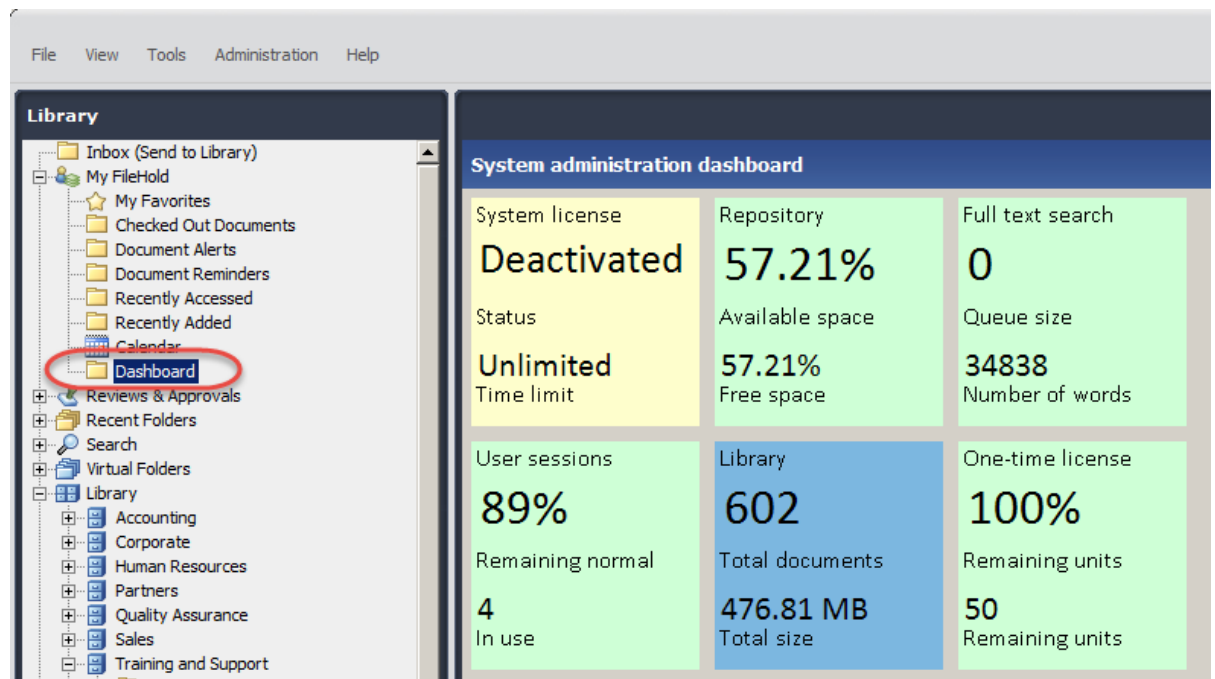 File View Tools Administration Help
Library
Inbox (Send to Library)
My FileHold
My Favorites
Checked Out Documents
Document Alerts
Document Reminders
Recently Accessed
Recently Added
Calendar
Dashboard
Reviews & Approvals
Recent Folders
Search
Virtual Folders
Library
Accounting
Corporate
Human Resources
Partners
Quality Assurance
Sales
Training and Support
System administration dashboard
System license
Deactivated
Status
Unlimited
Time limit
Repository
57.21%
Available space
57.21%
Free space
Full text search
0
Queue size
34838
Number of words
User sessions
89%
Remaining normal
4
In use
Library
602
Total documents
476.81 MB
Total size
One-time license
100%
Remaining units
50
Remaining units